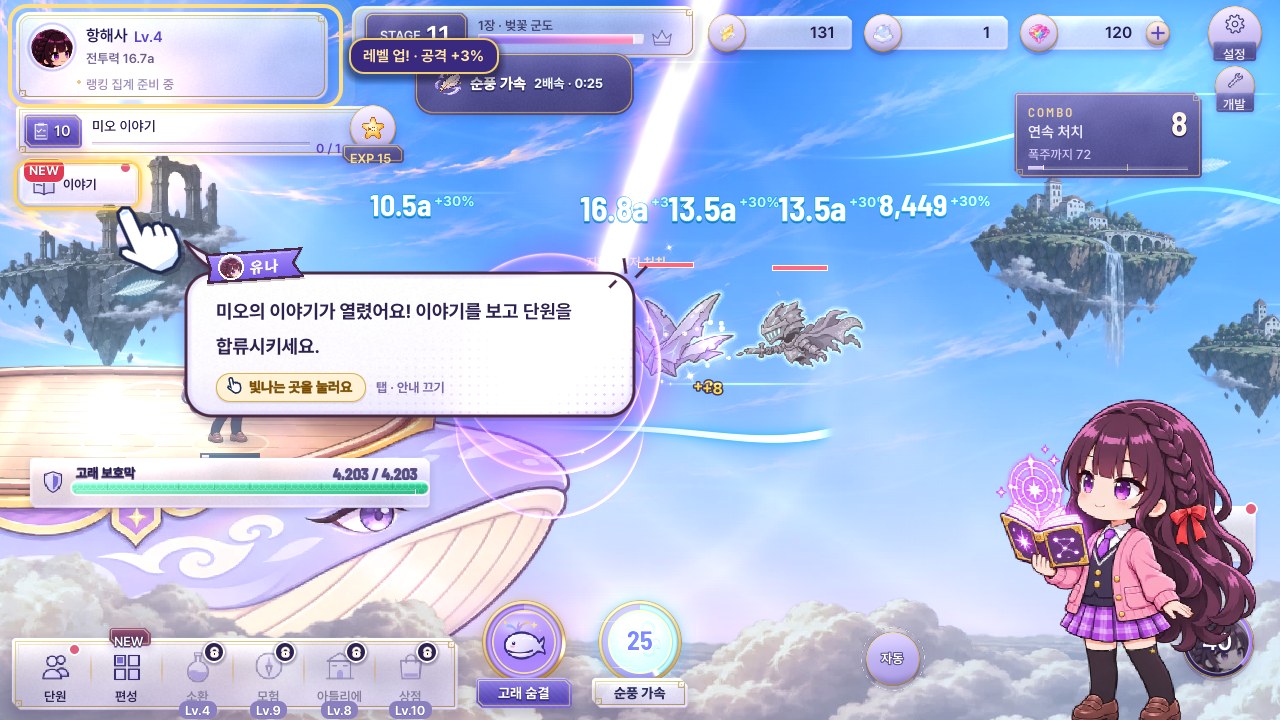 항해사 Lv.4
전투력 16.7a
랭킹 집계 준비 중
STAGE 11
1장 · 벚꽃 군도
레벨 업! · 공격 +3%
순풍 가속 2배속 · 0:25
131
1
120
설정
개발
10
미오 이야기
0 / 1
EXP 15
NEW
이야기
COMBO
연속 처치
8
폭주까지 72
10.5a +30%
16.8a
13.5a +30%
13.5a
8,449 +30%
유나
미오의 이야기가 열렸어요! 이야기를 보고 단원을
합류시키세요.
빛나는 곳을 눌러요
탭 · 안내 끄기
고래 보호막
4,203 / 4,203
NEW
단원
편성
소환
Lv.4
모험
Lv.9
아틀리에
Lv.8
상점
Lv.10
고래 숨결
25
순풍 가속
자동